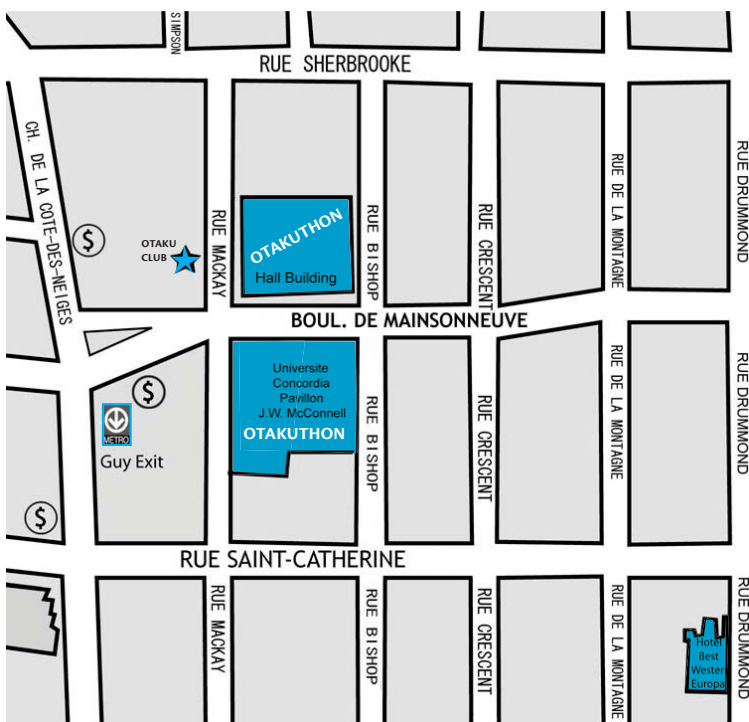 SIMPSON
RUE SHERBROOKE
CH. DE LA COTE-DES-NEIGES
$
OTAKU
CLUB
RUE MACKAY
OTAKUTHON
Hall Building
RUE BISHOP
RUE CRESCENT
RUE DE LA MONTAGNE
RUE DRUMMOND
BOUL. DE MAINSONNEUVE
$
METRO
Guy Exit
Universite
Concordia
Pavillon
J.W. McConnell
OTAKUTHON
RUE BISHOP
RUE CRESCENT
RUE DE LA MONTAGNE
RUE DRUMMOND
$
RUE SAINT-CATHERINE
RUE MACKAY
RUE BISHOP
RUE CRESCENT
RUE DE LA MONTAGNE
Hotel
Best
Western
Europa
RUE DRUMMOND